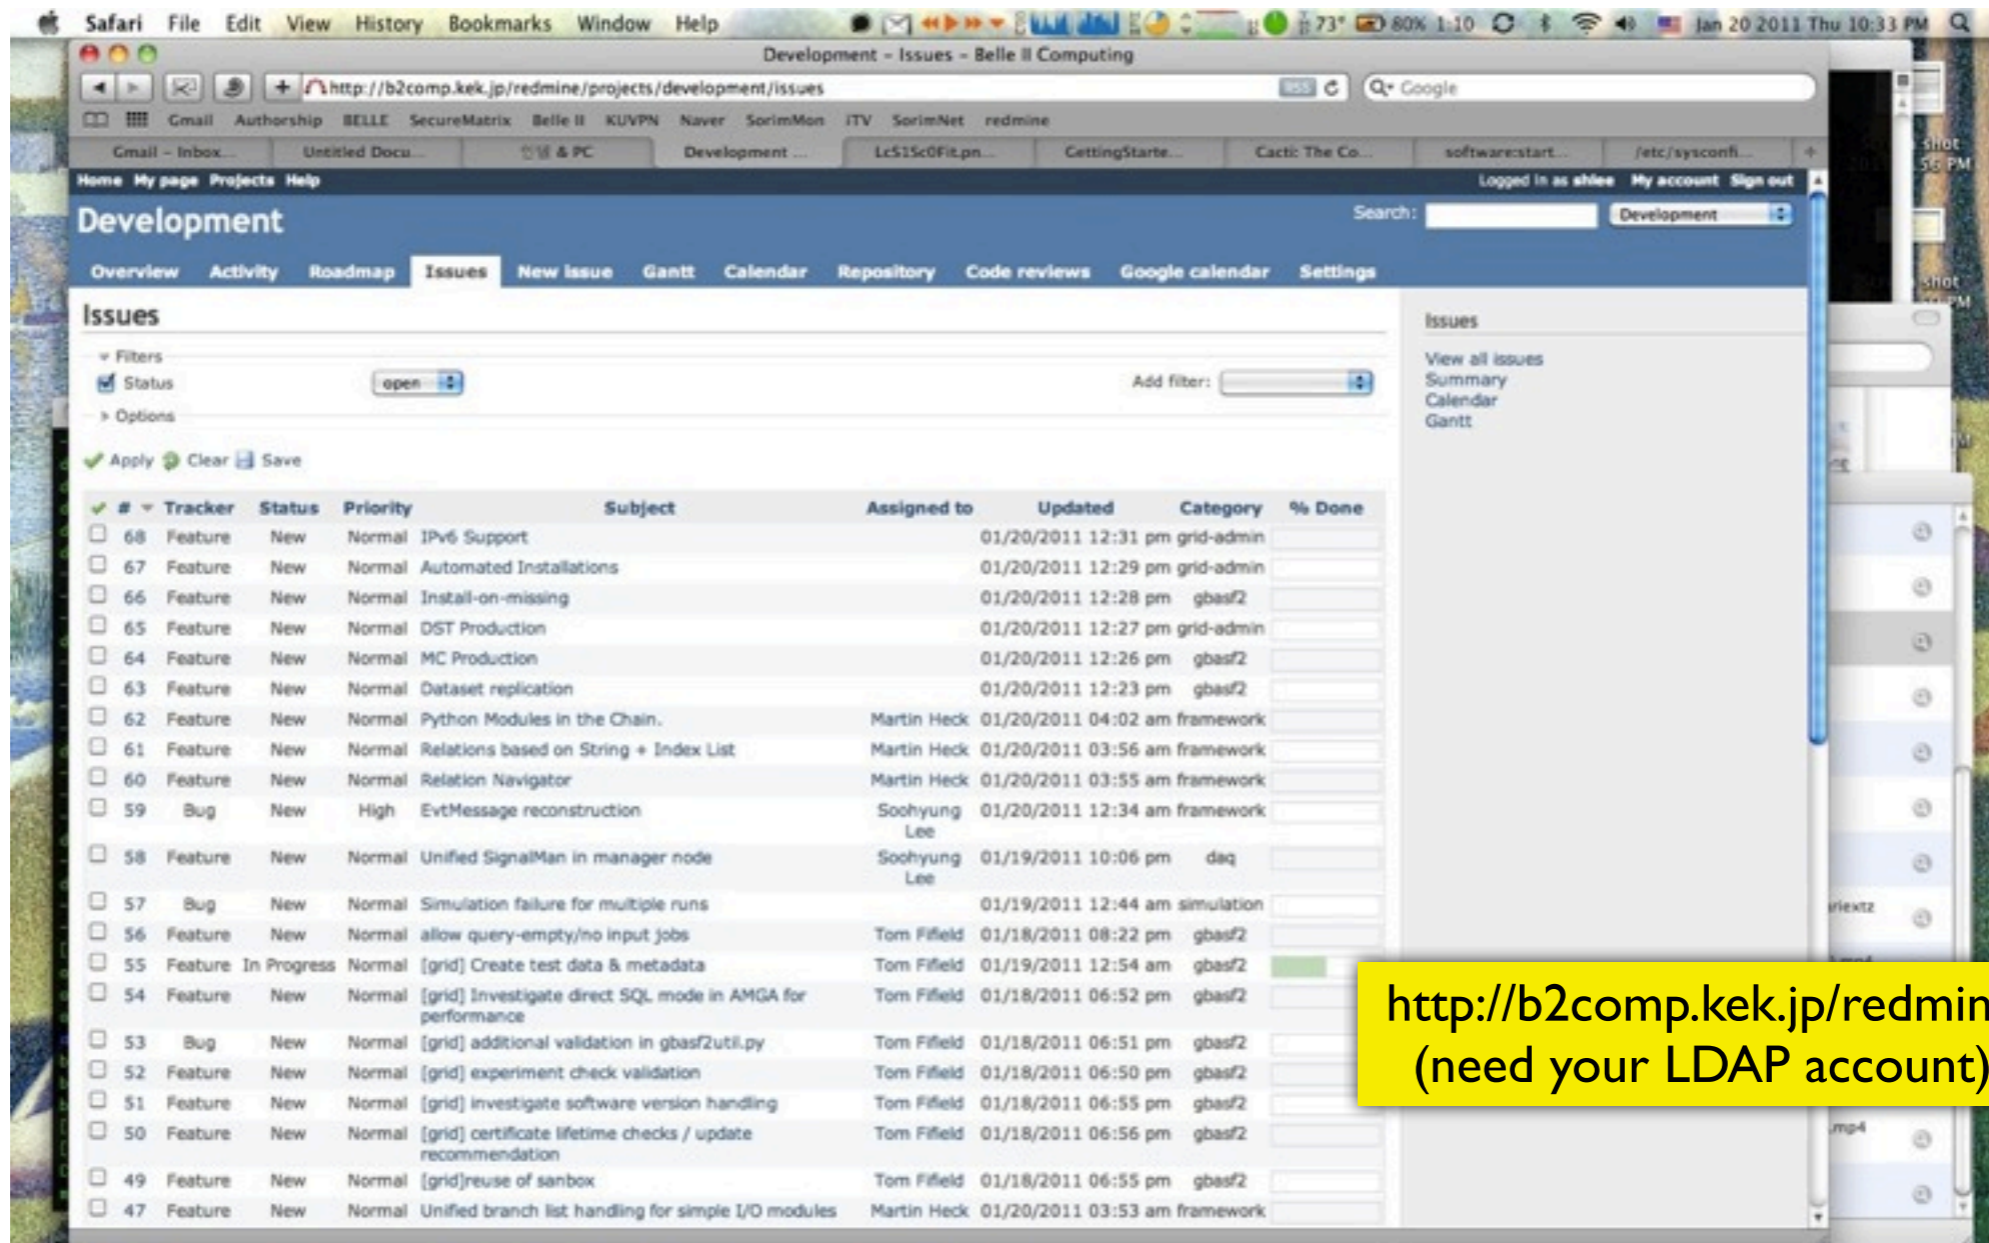 Safari File Edit View History Bookmarks Window Help 73° 80% 1:10 Jan 20 2011 Thu 10:33 PM
Development – Issues – Belle II Computing
http://b2comp.kek.jp/redmine/projects/development/issues RSS Google
Gmail Authorship BELLE SecureMatrix Belle II KUVPN Naver SorimMon iTV SorimNet redmine
Gmail – Inbox... Untitled Docu... & PC Development ... LcS1Sc0Fit.pn... GettingStarte... Cacti: The Co... software:start... /etc/sysconfi...
shot
56 PM
Home My page Projects Help Logged in as shlee My account Sign out
Development Search: Development
Overview Activity Roadmap Issues New issue Gantt Calendar Repository Code reviews Google calendar Settings
shot
PM
Issues
Filters
Status open Add filter:
Options
Apply Clear Save
Issues
View all issues
Summary
Calendar
Gantt
# Tracker Status Priority Subject Assigned to Updated Category % Done
68 Feature New Normal IPv6 Support 01/20/2011 12:31 pm grid-admin
67 Feature New Normal Automated Installations 01/20/2011 12:29 pm grid-admin
66 Feature New Normal Install-on-missing 01/20/2011 12:28 pm gbasf2
65 Feature New Normal DST Production 01/20/2011 12:27 pm grid-admin
64 Feature New Normal MC Production 01/20/2011 12:26 pm gbasf2
63 Feature New Normal Dataset replication 01/20/2011 12:23 pm gbasf2
62 Feature New Normal Python Modules in the Chain. Martin Heck 01/20/2011 04:02 am framework
61 Feature New Normal Relations based on String + Index List Martin Heck 01/20/2011 03:56 am framework
60 Feature New Normal Relation Navigator Martin Heck 01/20/2011 03:55 am framework
59 Bug New High EvtMessage reconstruction Soohyung 01/20/2011 12:34 am framework
Lee
58 Feature New Normal Unified SignalMan in manager node Soohyung 01/19/2011 10:06 pm daq
Lee
57 Bug New Normal Simulation failure for multiple runs 01/19/2011 12:44 am simulation
56 Feature New Normal allow query-empty/no input jobs Tom Fifield 01/18/2011 08:22 pm gbasf2
55 Feature In Progress Normal [grid] Create test data & metadata Tom Fifield 01/19/2011 12:54 am gbasf2
54 Feature New Normal [grid] Investigate direct SQL mode in AMGA for Tom Fifield 01/18/2011 06:52 pm gbasf2
performance
53 Bug New Normal [grid] additional validation in gbasf2util.py Tom Fifield 01/18/2011 06:51 pm gbasf2
52 Feature New Normal [grid] experiment check validation Tom Fifield 01/18/2011 06:50 pm gbasf2
51 Feature New Normal [grid] investigate software version handling Tom Fifield 01/18/2011 06:55 pm gbasf2
50 Feature New Normal [grid] certificate lifetime checks / update Tom Fifield 01/18/2011 06:56 pm gbasf2
recommendation
49 Feature New Normal [grid]reuse of sanbox Tom Fifield 01/18/2011 06:55 pm gbasf2
47 Feature New Normal Unified branch list handling for simple I/O modules Martin Heck 01/20/2011 03:53 am framework
http://b2comp.kek.jp/redmin
(need your LDAP account)
.mp4